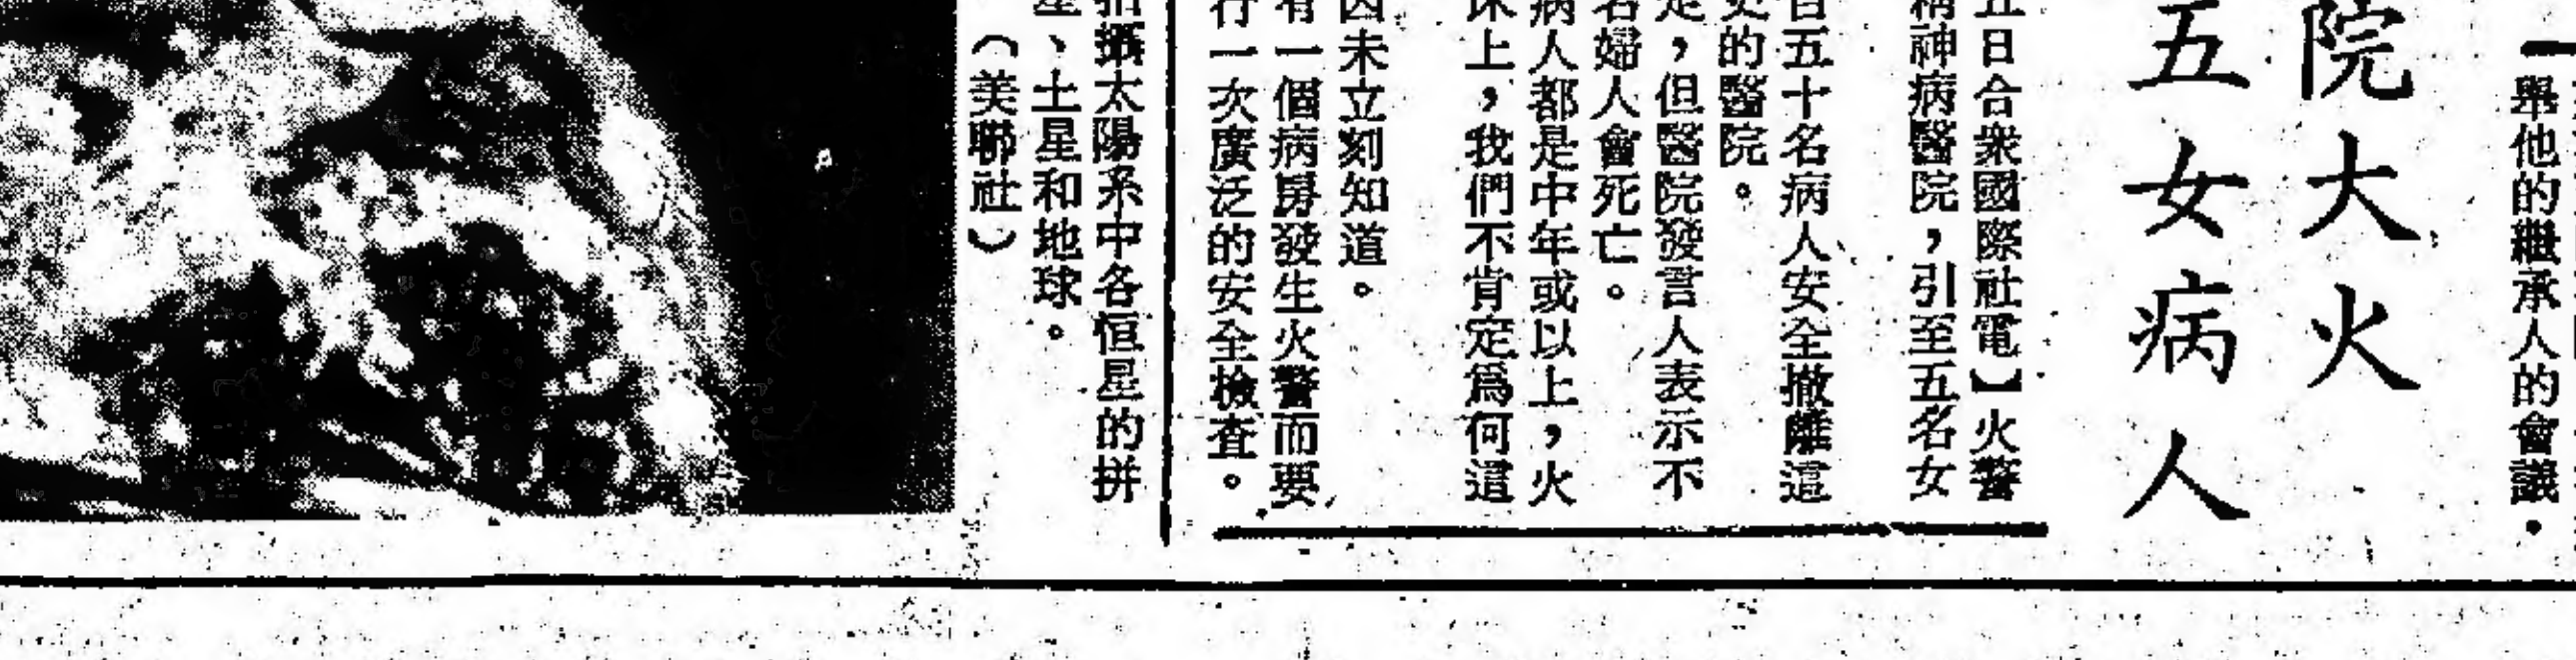 舉他的繼承人的會議。
院大火
五女病人
五日合衆國際社電】火警
精神病醫院，引至五名女
百五十名病人安全撤離這
史的醫院。
定，但醫院發言人表示不
名婦人會死亡。
病人都是中年或以上，火
床上，我們不肯定爲何這
因未立刻知道。
有一個病房發生火警而要
行一次廣泛的安全檢查。
拍攝太陽系中各恒星的拼
星、土星和地球。
（美聯社）